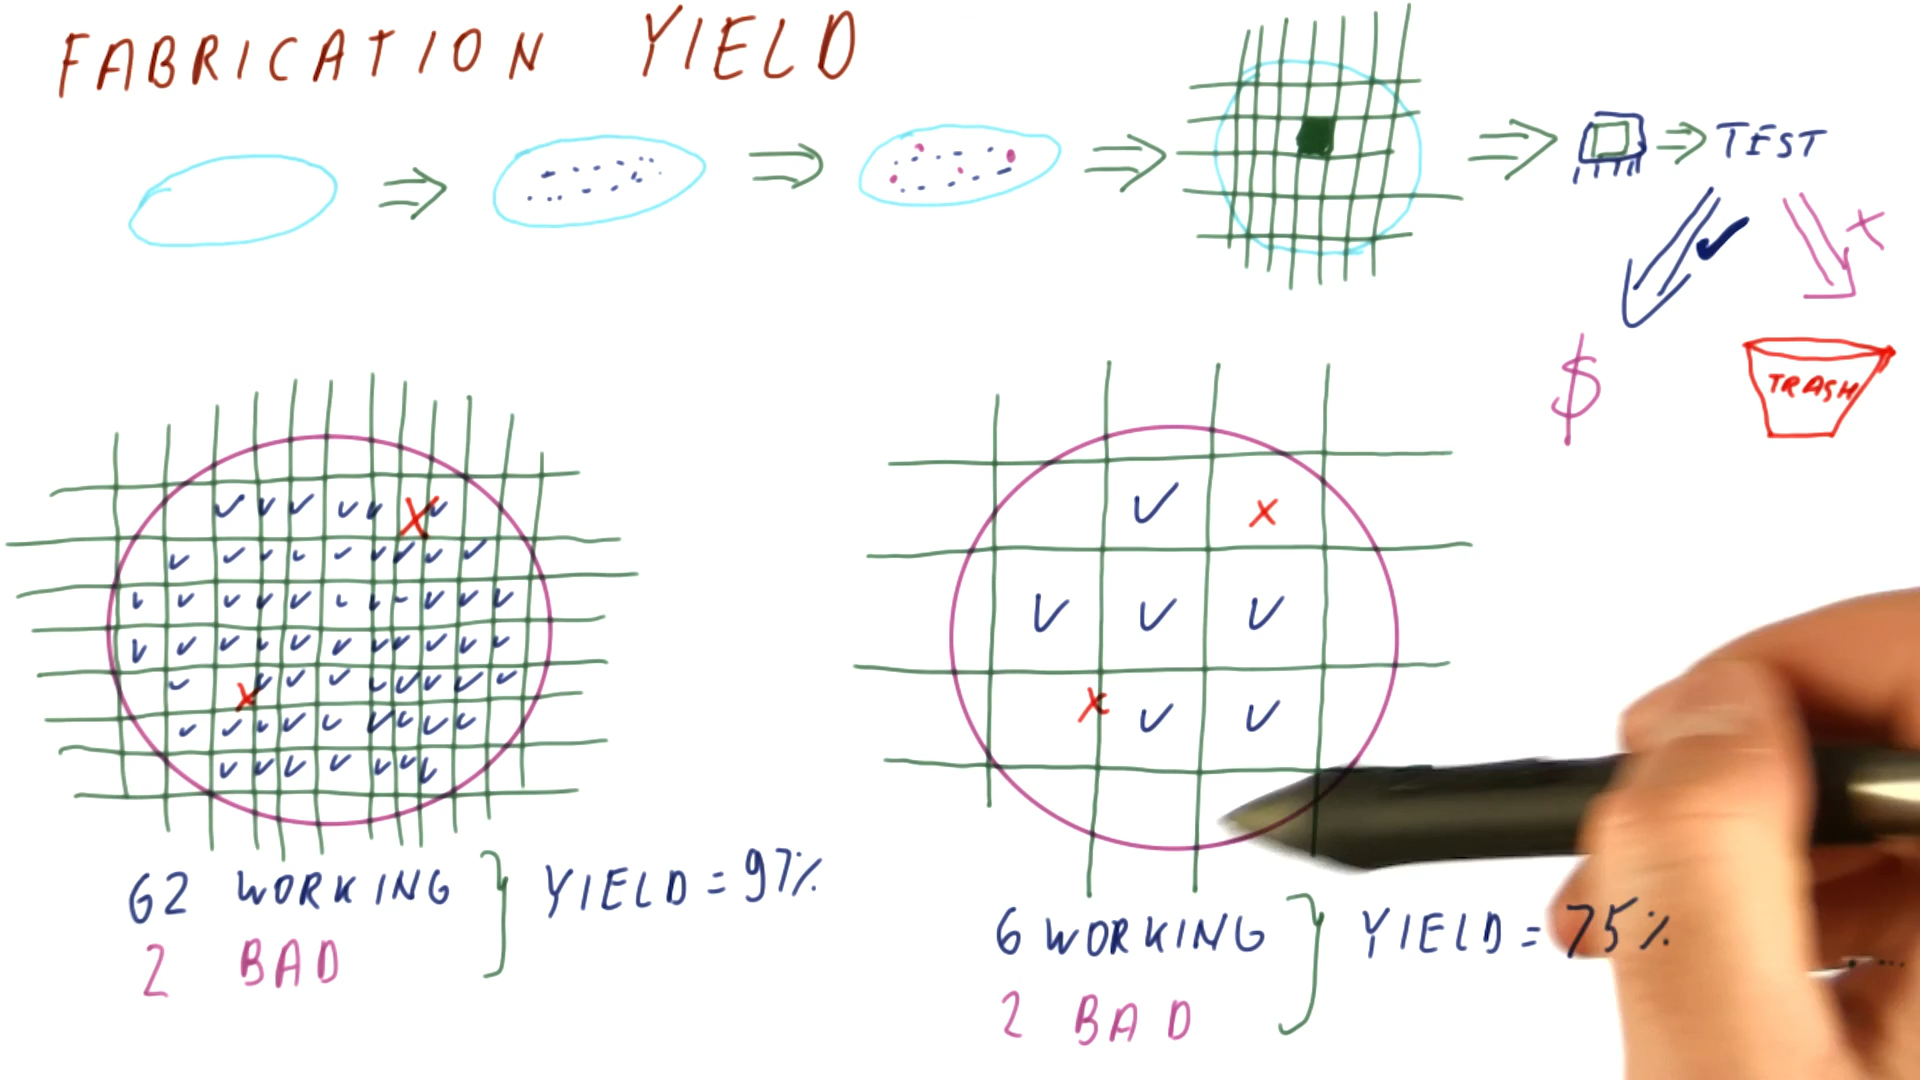 FABRICATION YIELD
TEST
$
TRASH
62 WORKING
2 BAD
YIELD = 97%
6 WORKING
2 BAD
YIELD = 75%